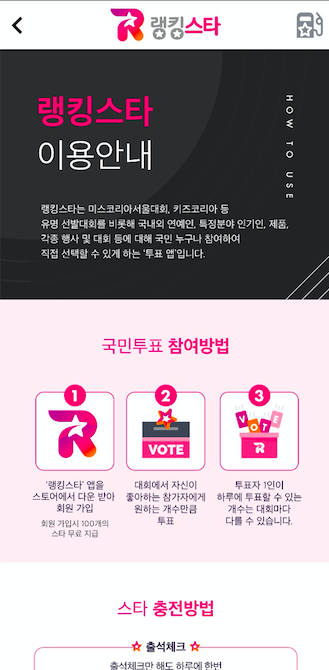 랭킹스타
랭킹스타
이용안내
HOW TO USE
랭킹스타는 미스코리아서울대회, 키즈코리아 등
유명 선발대회를 비롯해 국내외 연예인, 특정분야 인기인, 제품,
각종 행사 및 대회 등에 대해 국민 누구나 참여하여
직접 선택할 수 있게 하는 '투표 앱'입니다.
국민투표 참여방법
1
'랭킹스타' 앱을
스토어에서 다운 받아
회원 가입
회원 가입시 100개의
스타 무료 지급
2
VOTE
대회에서 자신이
좋아하는 참가자에게
원하는 개수만큼
투표
3
VOTE
투표자 1인이
하루에 투표할 수 있는
개수는 대회마다
다를 수 있습니다.
스타 충전방법
출석체크
출석체크만 해도 하루에 한번